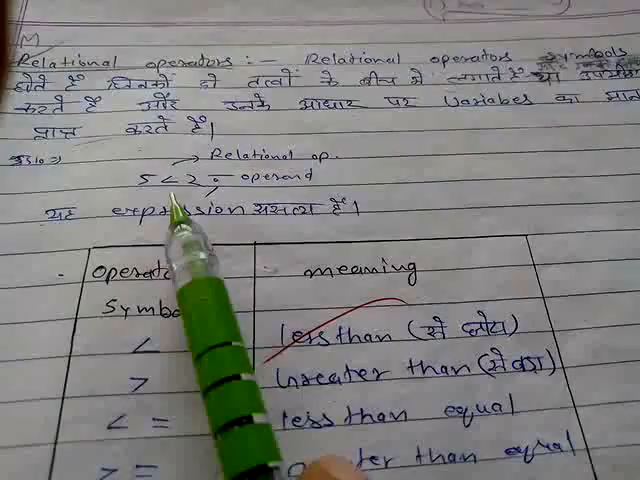 Relational operators :- Relational operators symbols
होते हैं जिनको दो तत्वों के बीच में लगाते हैं या उपयोग
करते हैं और उनके आधार पर variables का मान
प्राप्त करते हैं।
Relational op.
5 < 2 operand
यह expression असत्य है।
meaning
< less than (से छोटा)
> Greater than (से बड़ा)
< = less than equal
> = than equal